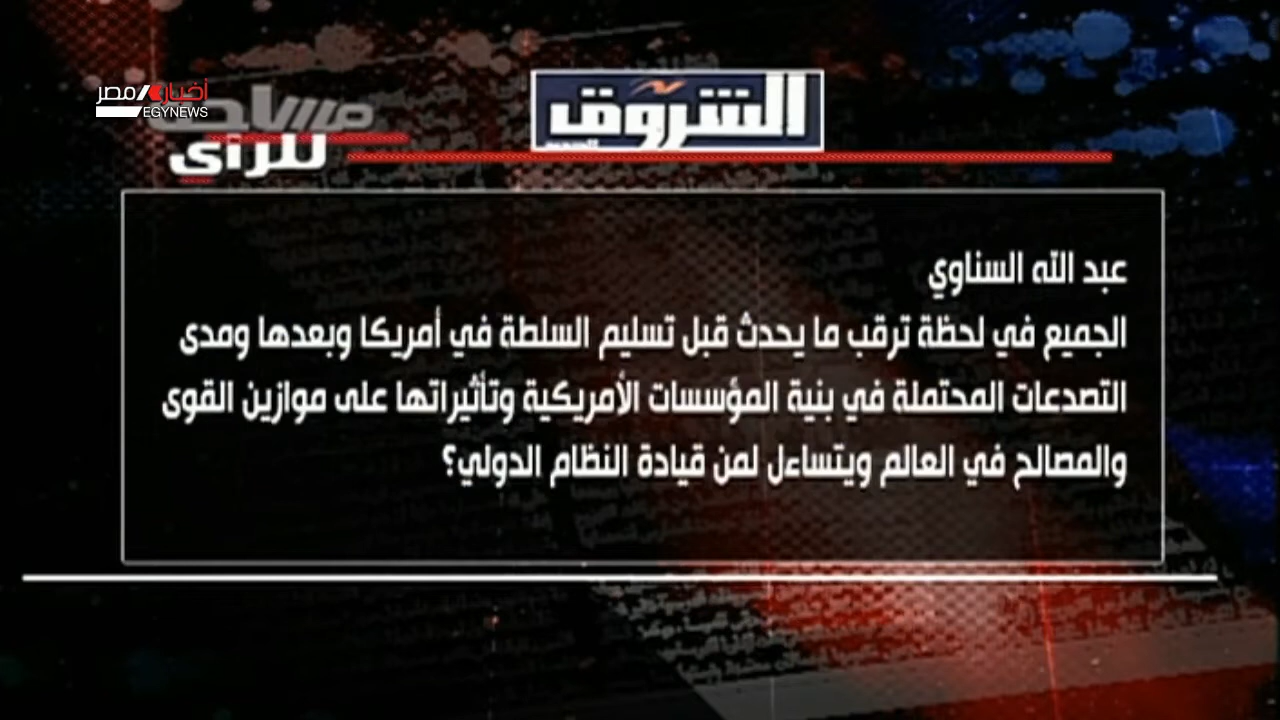 أخبار مصر
EGYNEWS
مساحة
للرأى
الشروق
عبد الله السناوي
الجميع في لحظة ترقب ما يحدث قبل تسليم السلطة في أمريكا وبعدها ومدى
التصدعات المحتملة في بنية المؤسسات الأمريكية وتأثيراتها على موازين القوى
والمصالح في العالم ويتساءل لمن قيادة النظام الدولي؟